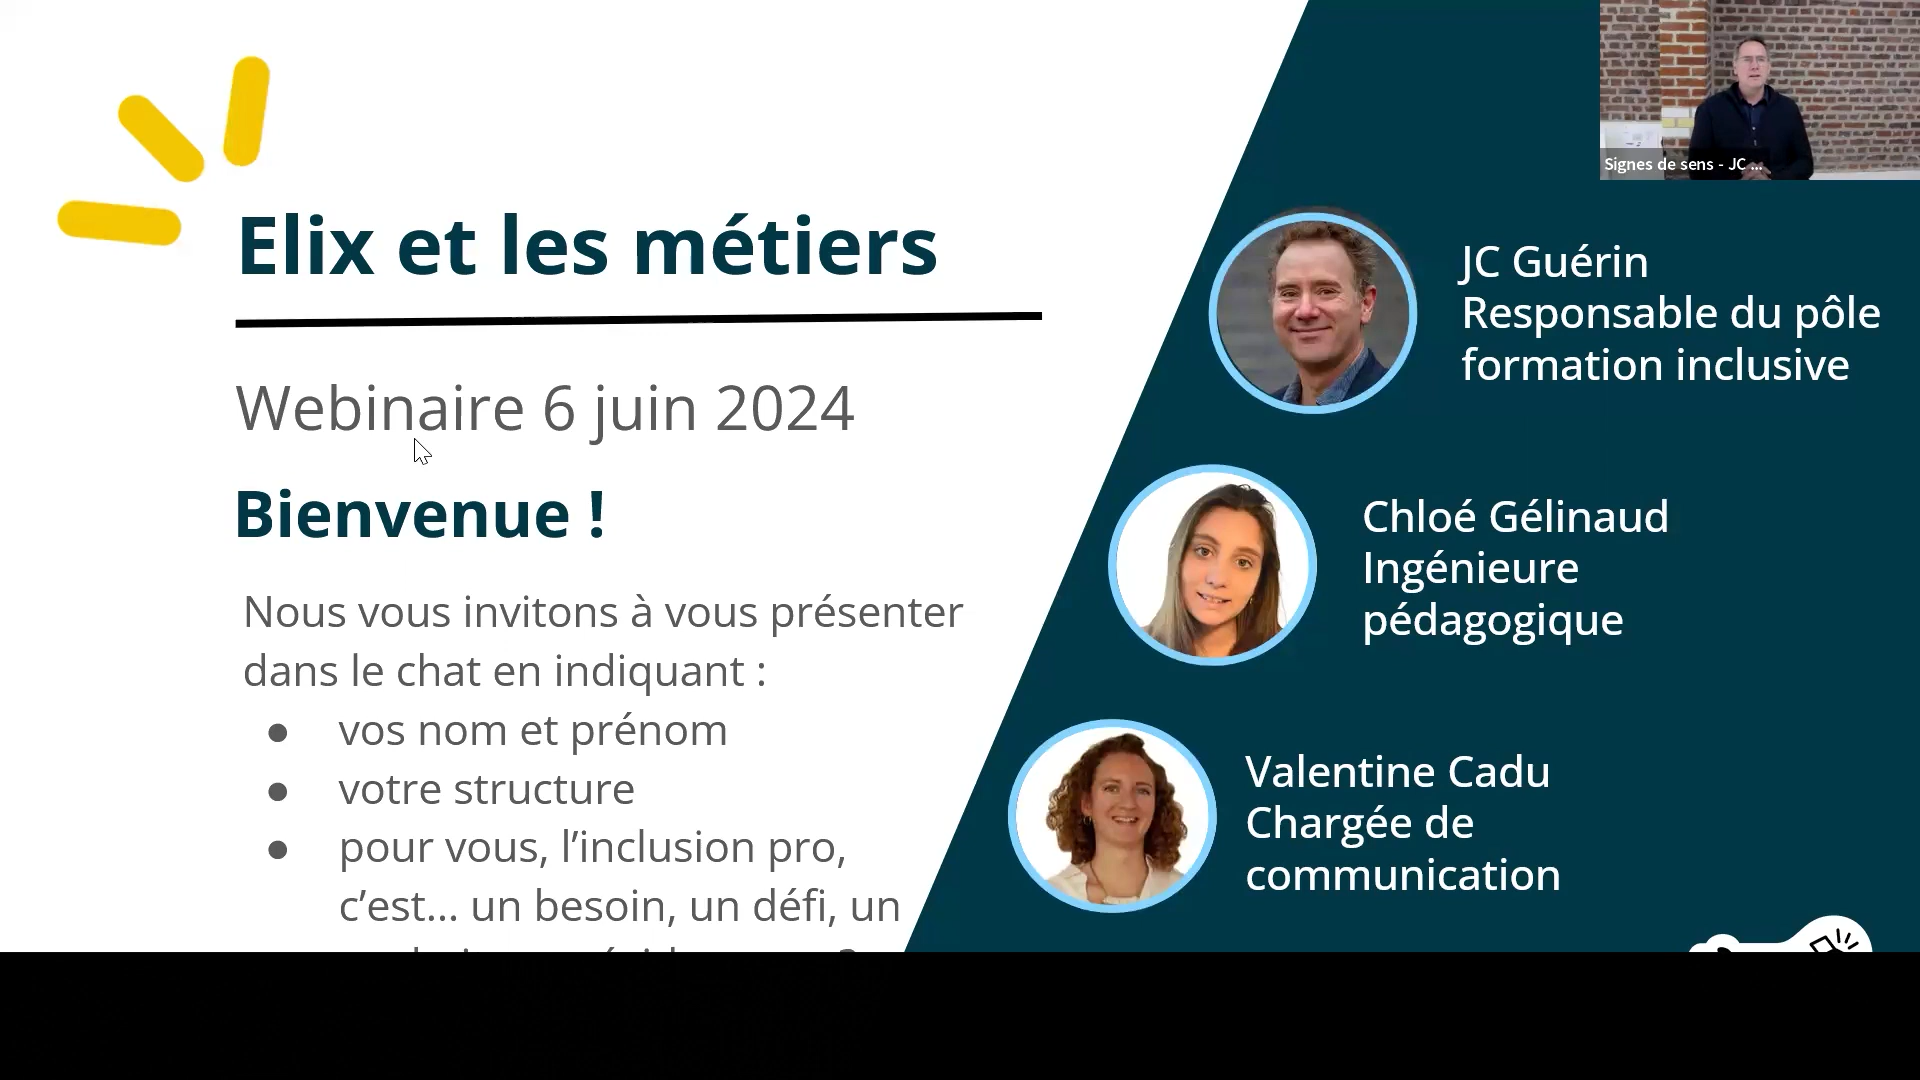 Elix et les métiers
Webinaire 6 juin 2024
Bienvenue !
Nous vous invitons à vous présenter
dans le chat en indiquant :
● vos nom et prénom
● votre structure
● pour vous, l’inclusion pro,
c’est... un besoin, un défi, un
Signes de sens - JC ...
JC Guérin
Responsable du pôle
formation inclusive
Chloé Gélinaud
Ingénieure
pédagogique
Valentine Cadu
Chargée de
communication